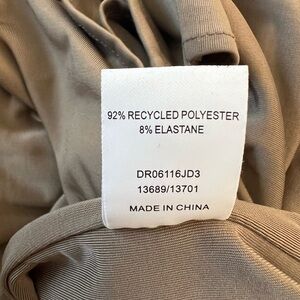 92% RECYCLED POLYESTER
8% ELASTANE
DR06116JD3
13689/13701
MADE IN CHINA